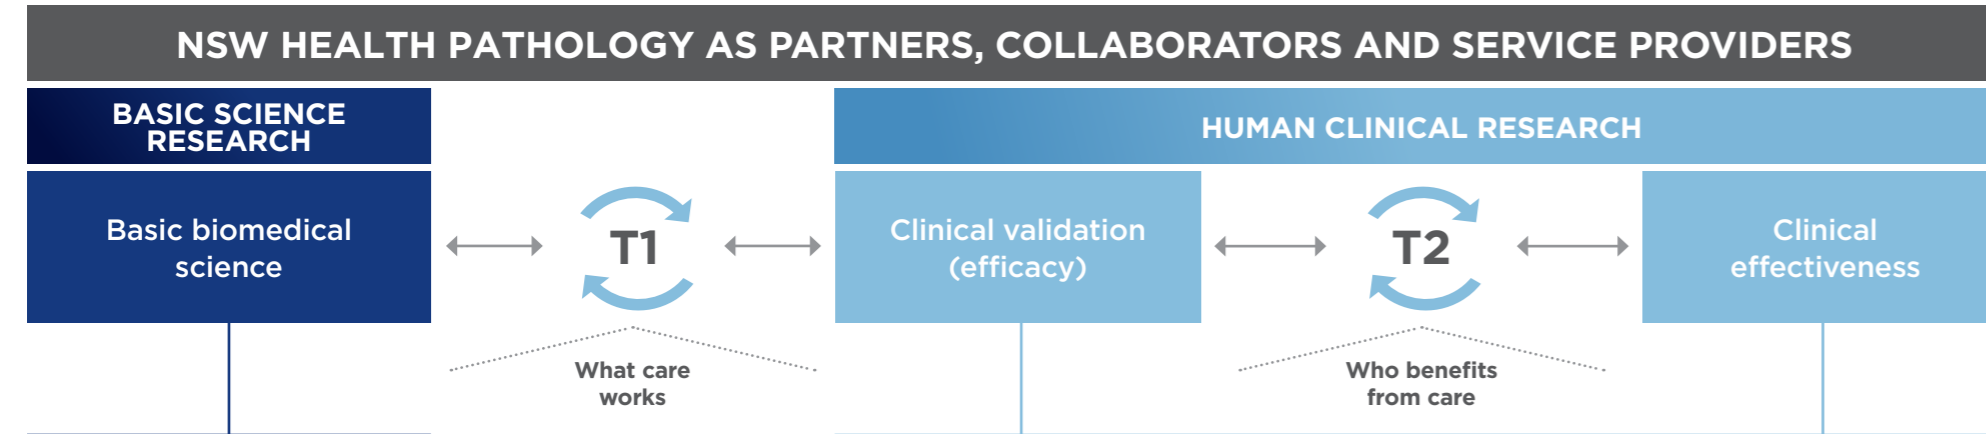 NSW HEALTH PATHOLOGY AS PARTNERS, COLLABORATORS AND SERVICE PROVIDERS
BASIC SCIENCE
RESEARCH
HUMAN CLINICAL RESEARCH
Basic biomedical
science
T1
Clinical validation
(efficacy)
T2
Clinical
effectiveness
What care
works
Who benefits
from care